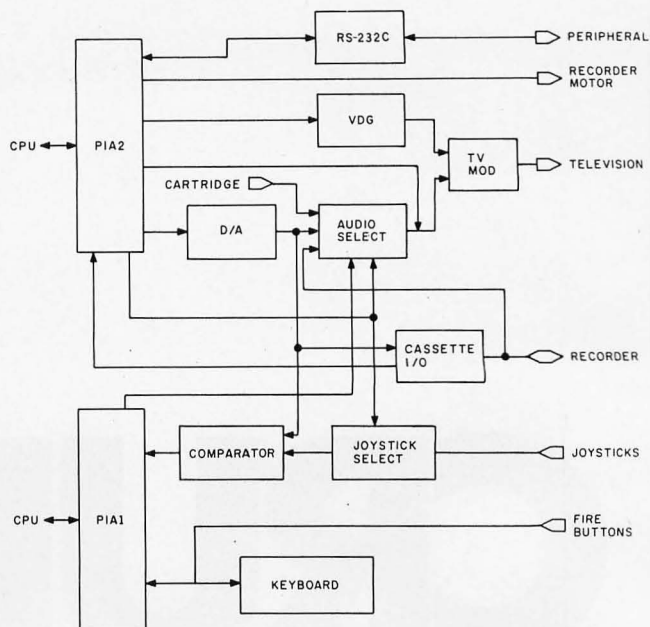 RS-232C
PERIPHERAL
RECORDER
MOTOR
VDG
CPU
PIA2
TV
MOD
TELEVISION
CARTRIDGE
D/A
AUDIO
SELECT
CASSETTE
I/O
RECORDER
COMPARATOR
JOYSTICK
SELECT
JOYSTICKS
CPU
PIA1
FIRE
BUTTONS
KEYBOARD